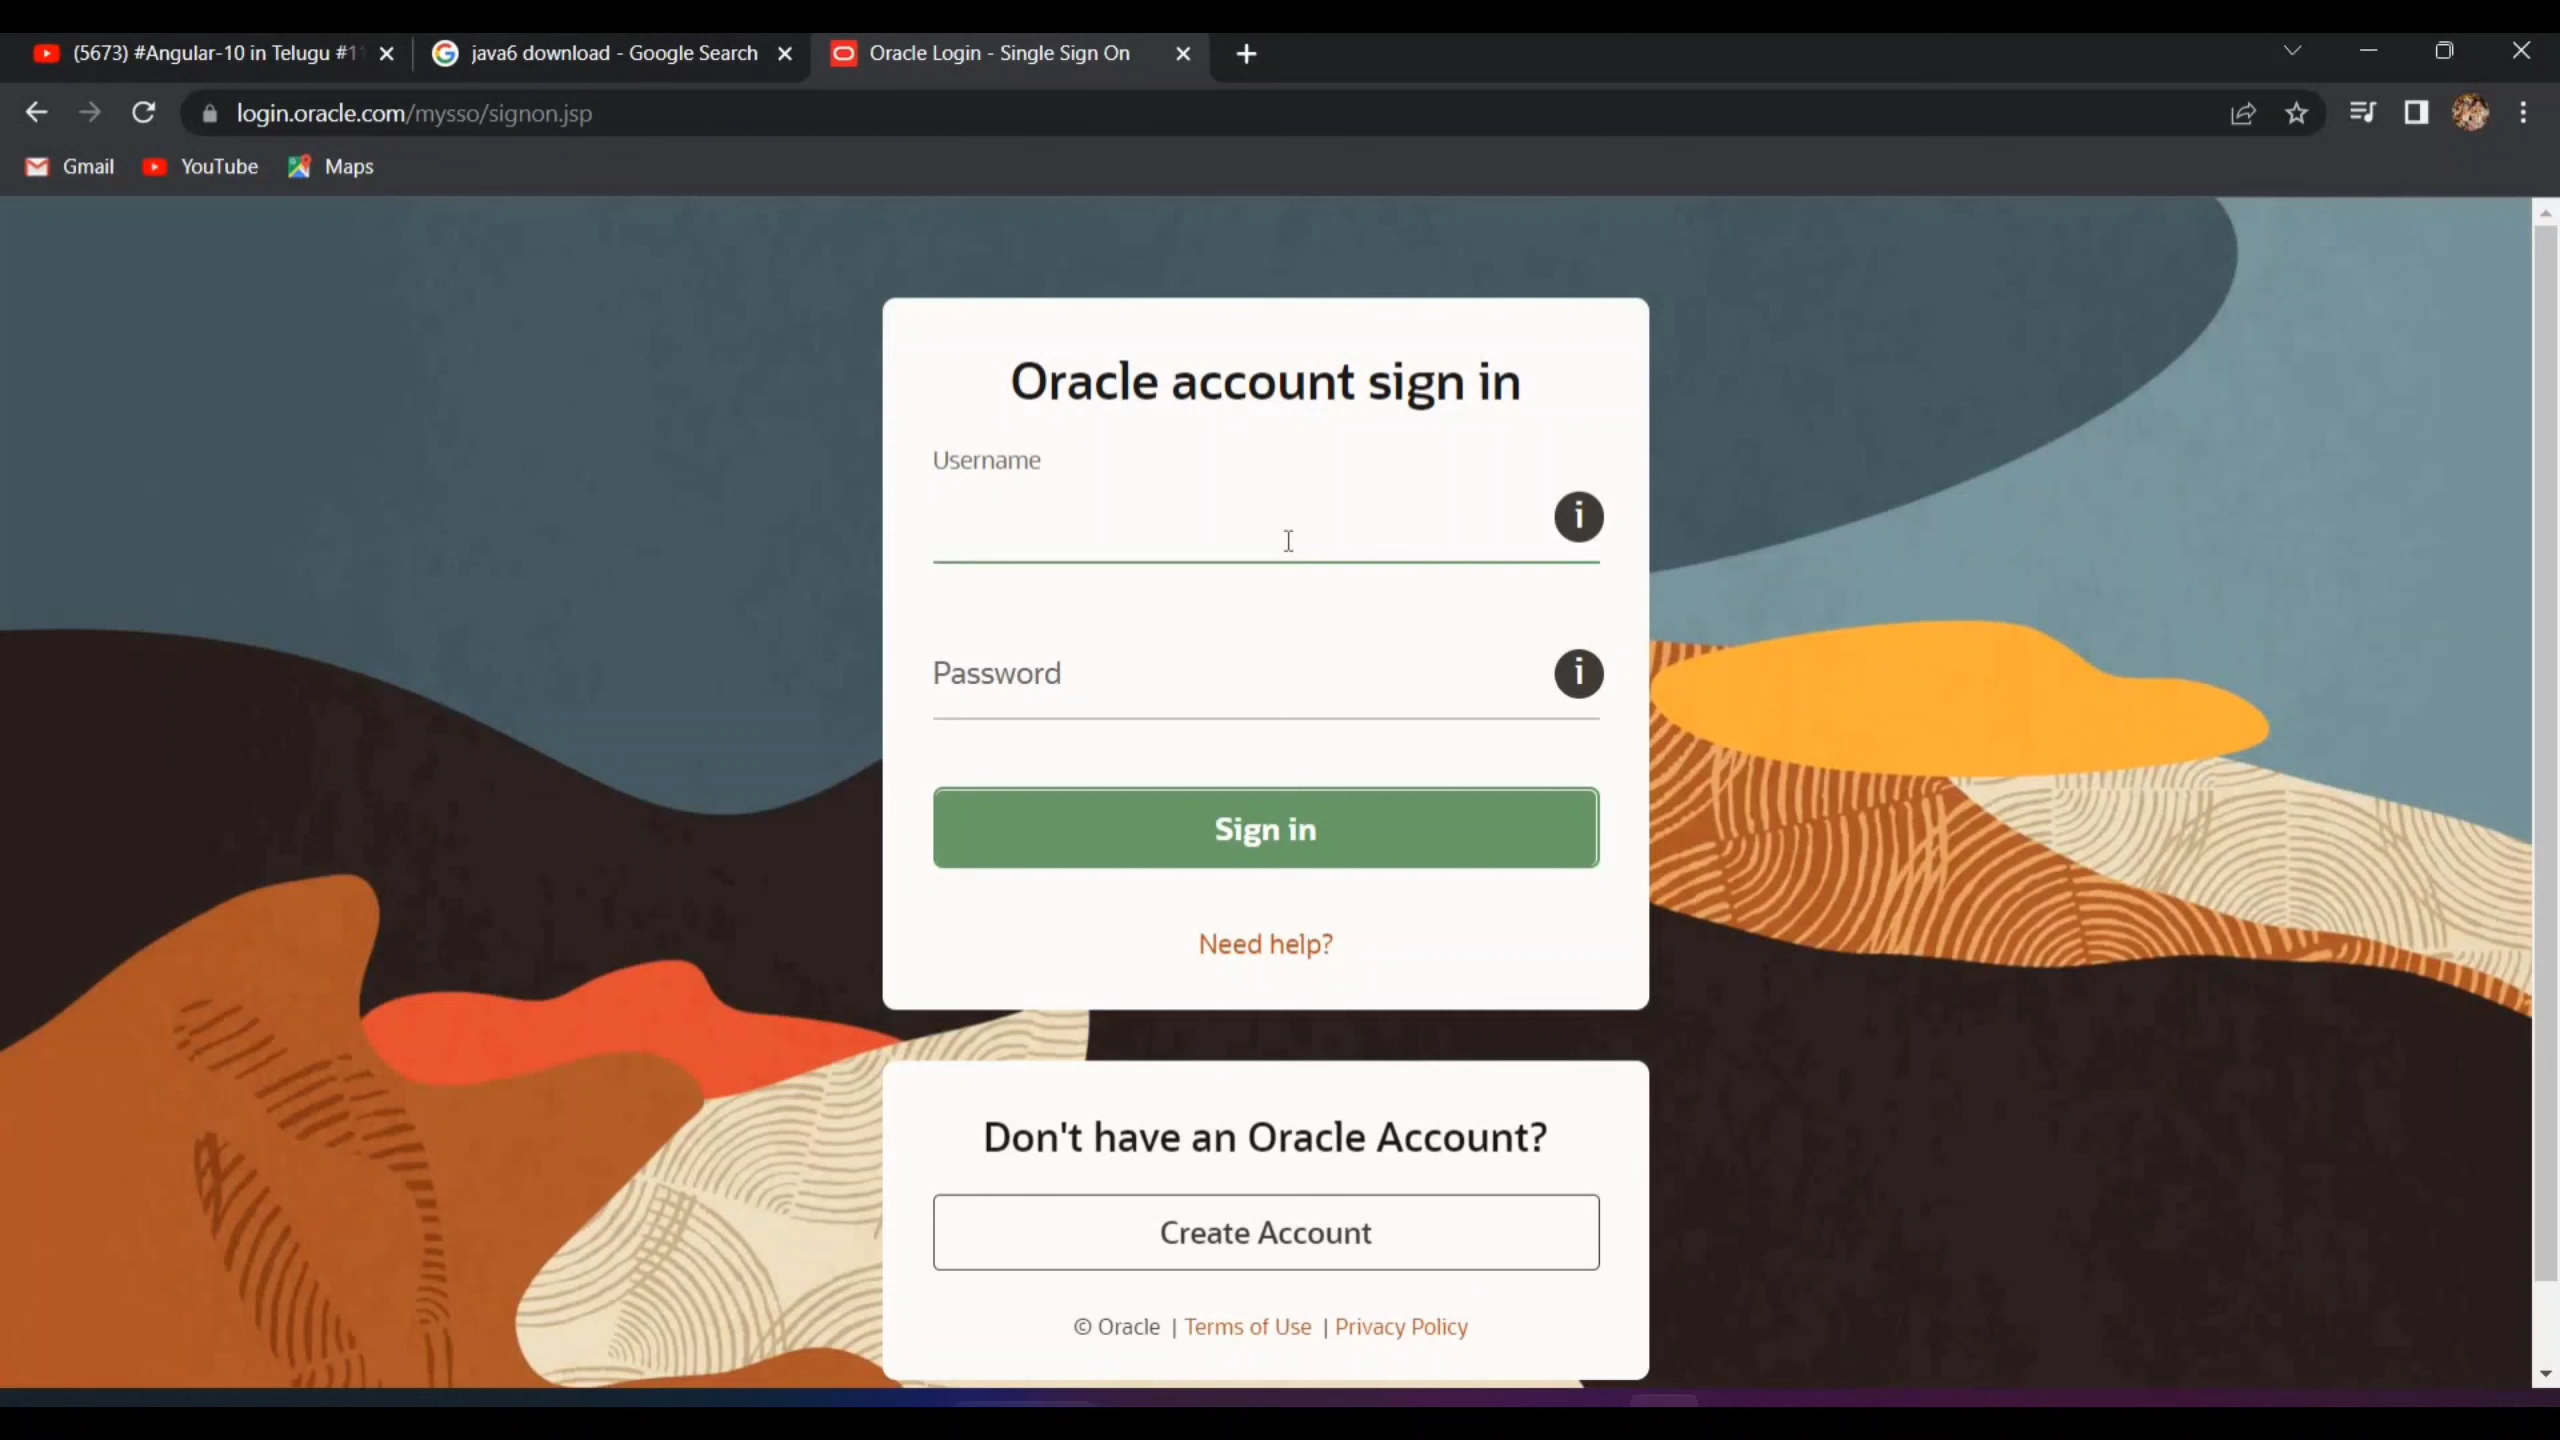 (5673) #Angular-10 in Telugu #1
java6 download - Google Search
Oracle Login - Single Sign On
login.oracle.com/mysso/signon.jsp
Gmail
YouTube
Maps
Oracle account sign in
Username
i
Password
i
Sign in
Need help?
Don't have an Oracle Account?
Create Account
© Oracle | Terms of Use | Privacy Policy